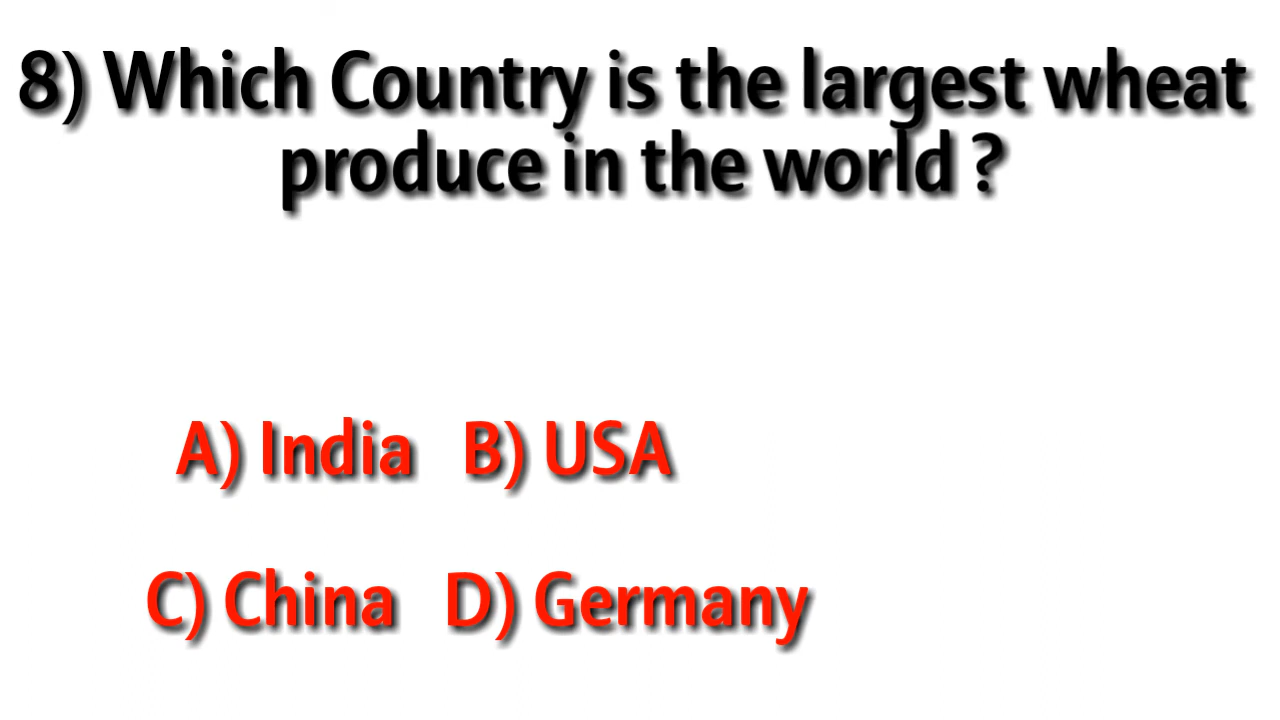 8) Which Country is the largest wheat
produce in the world ?
A) India B) USA
C) China D) Germany